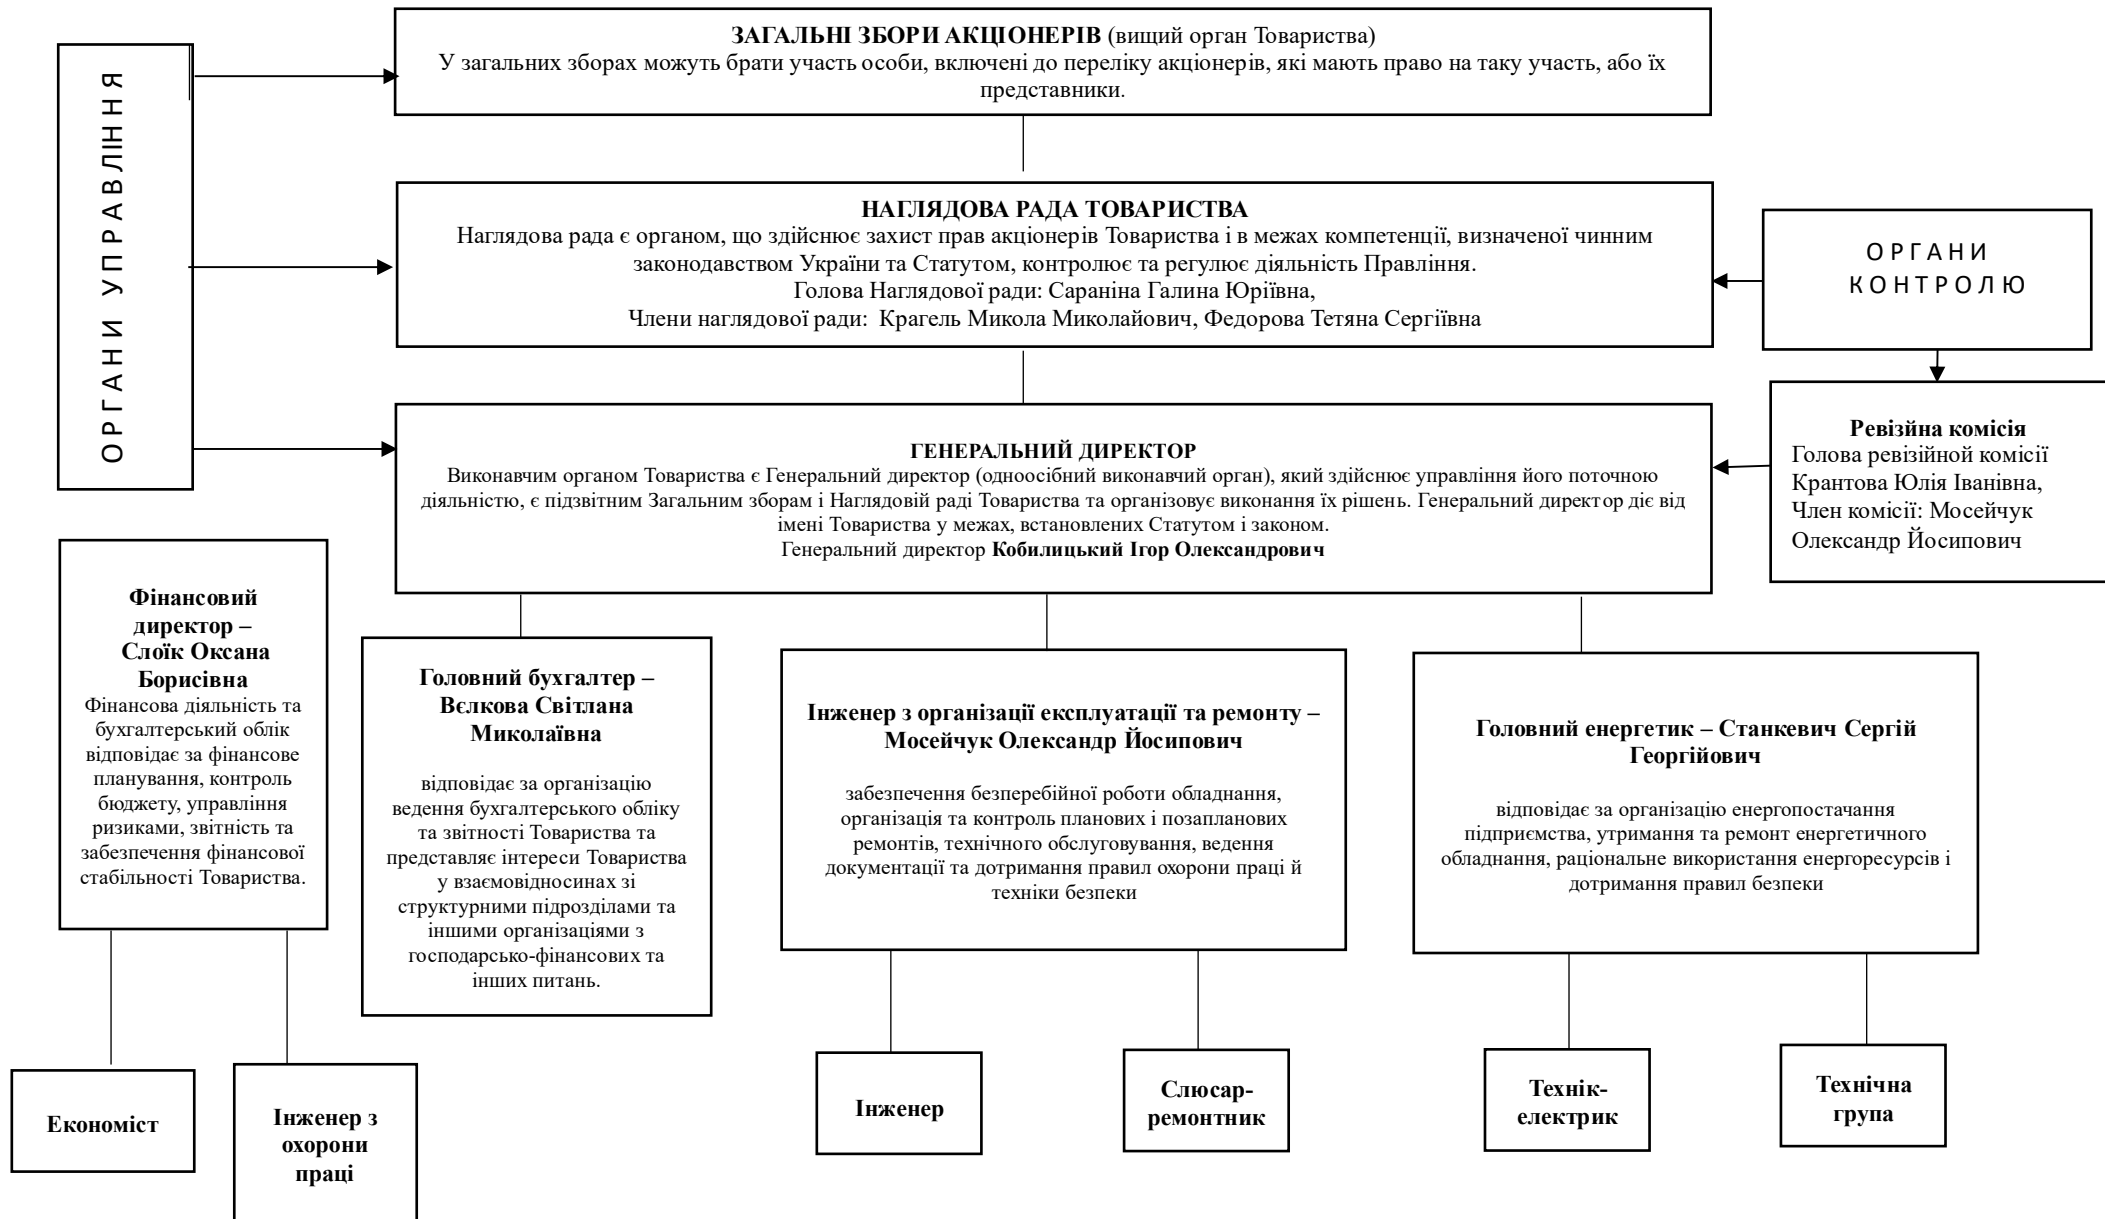 ОРГАНИ УПРАВЛІННЯ
ЗАГАЛЬНІ ЗБОРИ АКЦІОНЕРІВ (вищий орган Товариства)
У загальних зборах можуть брати участь особи, включені до переліку акціонерів, які мають право на таку участь, або їх
представники.
НАГЛЯДОВА РАДА ТОВАРИСТВА
Наглядова рада є органом, що здійснює захист прав акціонерів Товариства і в межах компетенції, визначеної чинним
законодавством України та Статутом, контролює та регулює діяльність Правління.
Голова Наглядової ради: Сараніна Галина Юріївна,
Члени наглядової ради: Крагель Микола Миколайович, Федорова Тетяна Сергіївна
ОРГАНИ
КОНТРОЛЮ
ГЕНЕРАЛЬНИЙ ДИРЕКТОР
Виконавчим органом Товариства є Генеральний директор (одноосібний виконавчий орган), який здійснює управління його поточною
діяльністю, є підзвітним Загальним зборам і Наглядовій раді Товариства та організовує виконання їх рішень. Генеральний директор діє від
імені Товариства у межах, встановлених Статутом і законом.
Генеральний директор Кобилицький Ігор Олександрович
Ревізійна комісія
Голова ревізійної комісії
Крантова Юлія Іванівна,
Член комісії: Мосейчук
Олександр Йосипович
Фінансовий
директор –
Слоїк Оксана
Борисівна
Фінансова діяльність та
бухгалтерський облік
відповідає за фінансове
планування, контроль
бюджету, управління
ризиками, звітність та
забезпечення фінансової
стабільності Товариства.
Головний бухгалтер –
Вєлкова Світлана
Миколаївна
відповідає за організацію
ведення бухгалтерського обліку
та звітності Товариства та
представляє інтереси Товариства
у взаємовідносинах зі
структурними підрозділами та
іншими організаціями з
господарсько-фінансових та
інших питань.
Інженер з організації експлуатації та ремонту –
Мосейчук Олександр Йосипович
забезпечення безперебійної роботи обладнання,
організація та контроль планових і позапланових
ремонтів, технічного обслуговування, ведення
документації та дотримання правил охорони праці й
техніки безпеки
Головний енергетик – Станкевич Сергій
Георгійович
відповідає за організацію енергопостачання
підприємства, утримання та ремонт енергетичного
обладнання, раціональне використання енергоресурсів і
дотримання правил безпеки
Економіст
Інженер з
охорони
праці
Інженер
Слюсар-
ремонтник
Технік-
електрик
Технічна
група